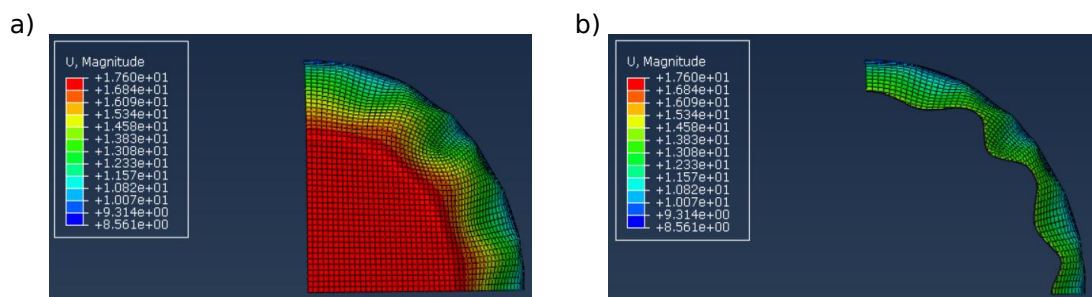 a)
U, Magnitude
+1.760e+01
+1.684e+01
+1.609e+01
+1.534e+01
+1.458e+01
+1.383e+01
+1.308e+01
+1.233e+01
+1.157e+01
+1.082e+01
+1.007e+01
+9.314e+00
+8.561e+00
b)
U, Magnitude
+1.760e+01
+1.684e+01
+1.609e+01
+1.534e+01
+1.458e+01
+1.383e+01
+1.308e+01
+1.233e+01
+1.157e+01
+1.082e+01
+1.007e+01
+9.314e+00
+8.561e+00